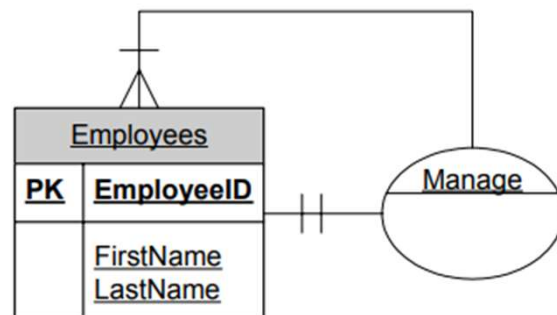 Employees
PK EmployeeID
Manage
FirstName
LastName